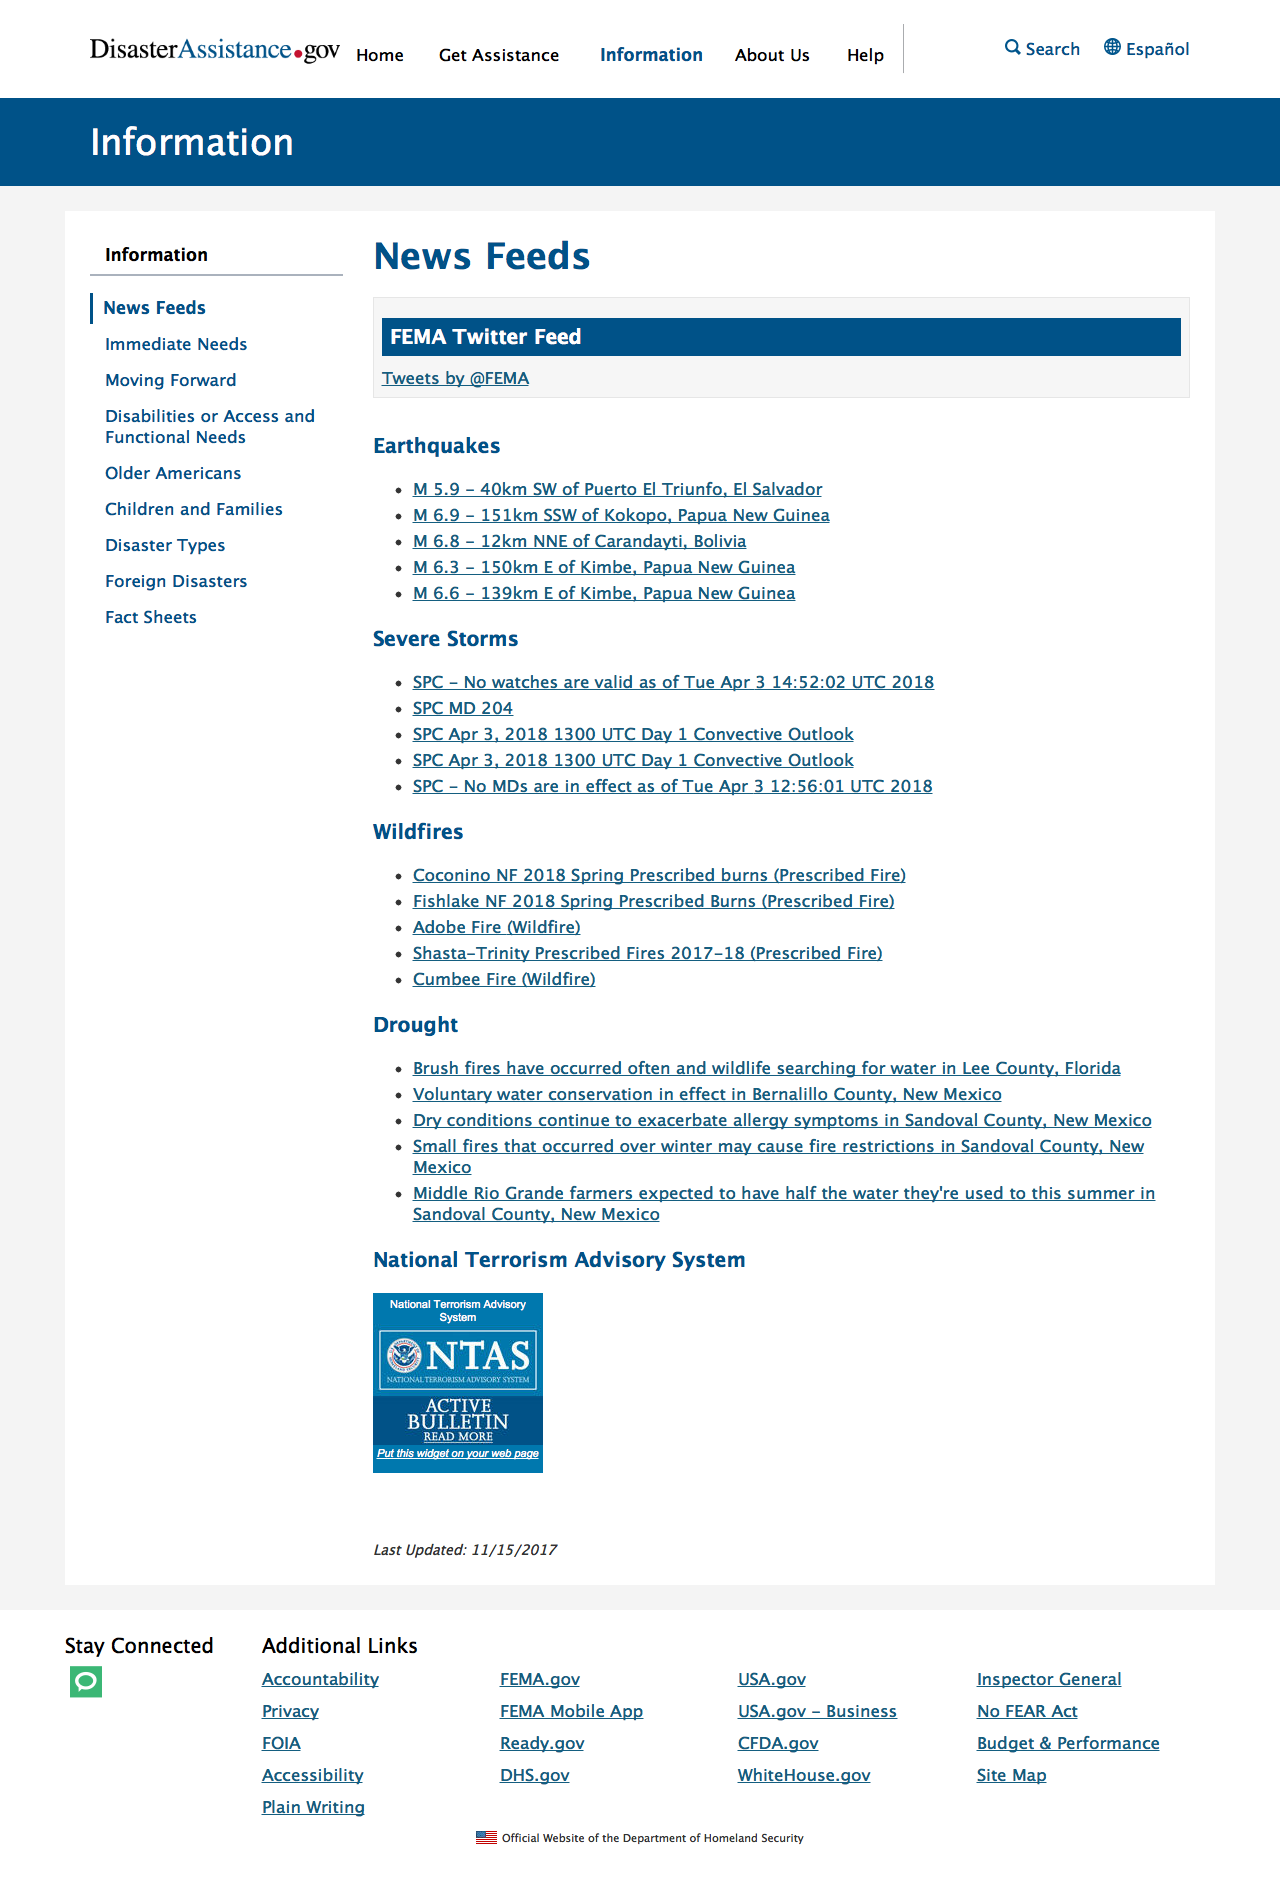 DisasterAssistance.gov
Home
Get Assistance
Information
About Us
Help
Search
Español
Information
Information
News Feeds
Immediate Needs
Moving Forward
Disabilities or Access and
Functional Needs
Older Americans
Children and Families
Disaster Types
Foreign Disasters
Fact Sheets
News Feeds
FEMA Twitter Feed
Tweets by @FEMA
Earthquakes
M 5.9 - 40km SW of Puerto El Triunfo, El Salvador
M 6.9 - 151km SSW of Kokopo, Papua New Guinea
M 6.8 - 12km NNE of Carandayti, Bolivia
M 6.3 - 150km E of Kimbe, Papua New Guinea
M 6.6 - 139km E of Kimbe, Papua New Guinea
Severe Storms
SPC - No watches are valid as of Tue Apr 3 14:52:02 UTC 2018
SPC MD 204
SPC Apr 3, 2018 1300 UTC Day 1 Convective Outlook
SPC Apr 3, 2018 1300 UTC Day 1 Convective Outlook
SPC - No MDs are in effect as of Tue Apr 3 12:56:01 UTC 2018
Wildfires
Coconino NF 2018 Spring Prescribed burns (Prescribed Fire)
Fishlake NF 2018 Spring Prescribed Burns (Prescribed Fire)
Adobe Fire (Wildfire)
Shasta-Trinity Prescribed Fires 2017-18 (Prescribed Fire)
Cumbee Fire (Wildfire)
Drought
Brush fires have occurred often and wildlife searching for water in Lee County, Florida
Voluntary water conservation in effect in Bernalillo County, New Mexico
Dry conditions continue to exacerbate allergy symptoms in Sandoval County, New Mexico
Small fires that occurred over winter may cause fire restrictions in Sandoval County, New
Mexico
Middle Rio Grande farmers expected to have half the water they're used to this summer in
Sandoval County, New Mexico
National Terrorism Advisory System
National Terrorism Advisory
System
NTAS
NATIONAL TERRORISM ADVISORY SYSTEM
ACTIVE
BULLETIN
READ MORE
Put this widget on your web page
Last Updated: 11/15/2017
Stay Connected
Additional Links
Accountability
FEMA.gov
USA.gov
Inspector General
Privacy
FEMA Mobile App
USA.gov - Business
No FEAR Act
FOIA
Ready.gov
CFDA.gov
Budget & Performance
Accessibility
DHS.gov
WhiteHouse.gov
Site Map
Plain Writing
Official Website of the Department of Homeland Security